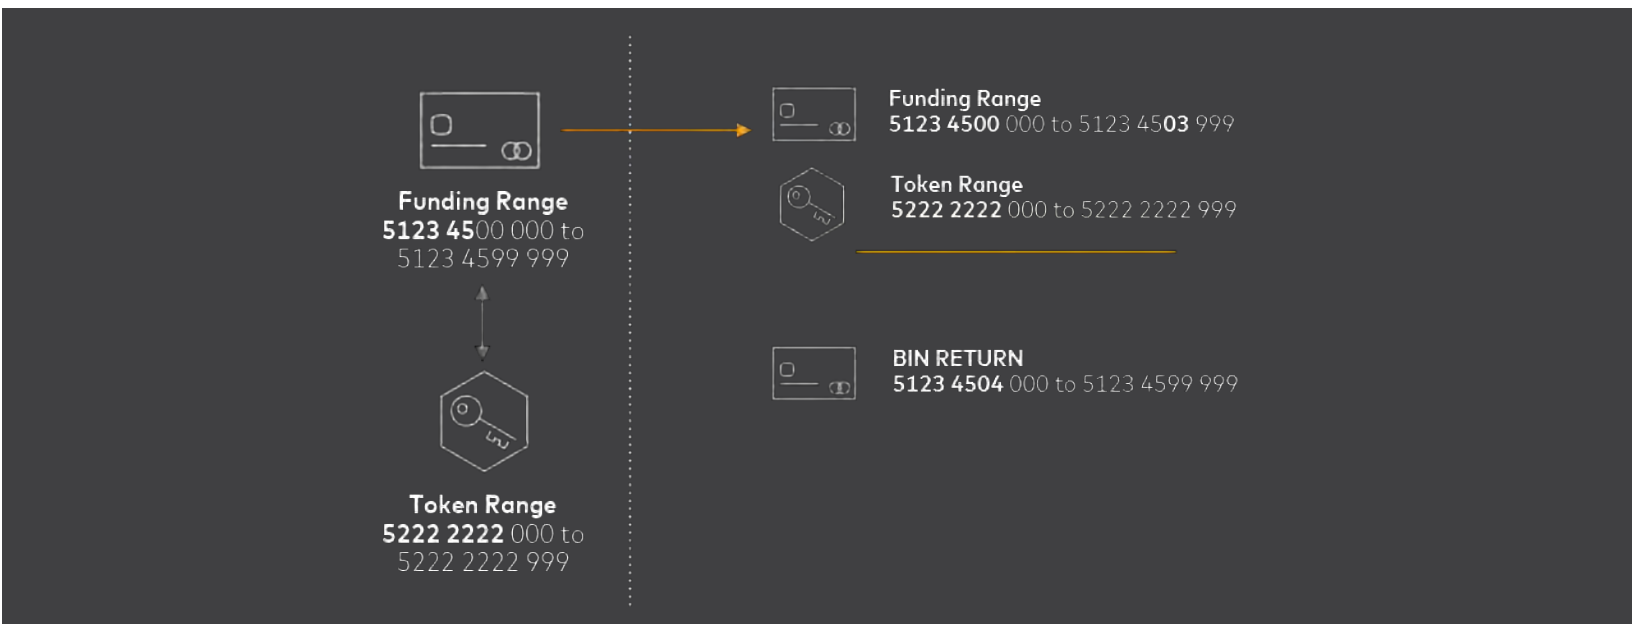 Funding Range
5123 4500 000 to
5123 4599 999
Token Range
5222 2222 000 to
5222 2222 999
Funding Range
5123 4500 000 to 5123 4503 999
Token Range
5222 2222 000 to 5222 2222 999
BIN RETURN
5123 4504 000 to 5123 4599 999